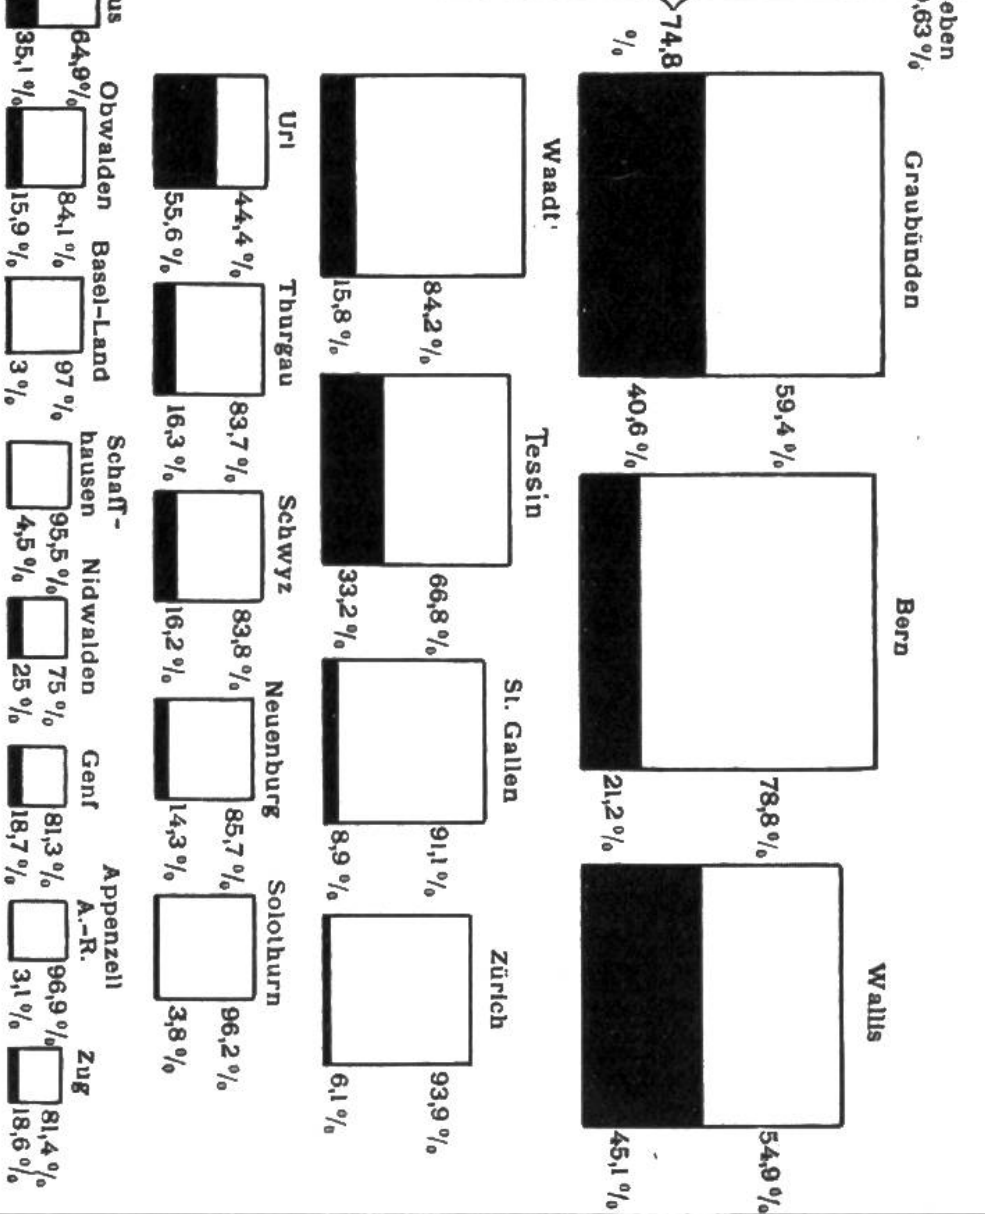 eben
,63 %
74,8
%
Graubünden
59,4 %
40,6 %
Bern
78,8 %
21,2 %
Wallis
54,9 %
45,1 %
Waadt
84,2 %
15,8 %
Tessin
66,8 %
33,2 %
St. Gallen
91,1 %
8,9 %
Zürich
93,9 %
6,1 %
Uri
44,4 %
55,6 %
Thurgau
83,7 %
16,3 %
Schwyz
83,8 %
16,2 %
Neuenburg
85,7 %
14,3 %
Solothurn
96,2 %
3,8 %
us
64,9 %
35,1 %
Obwalden
84,1 %
15,9 %
Basel-Land
97 %
3 %
Schaff-
hausen
95,5 %
4,5 %
Nidwalden
75 %
25 %
Genf
81,3 %
18,7 %
Appenzell
A.-R.
96,9 %
3,1 %
Zug
81,4 %
18,6 %